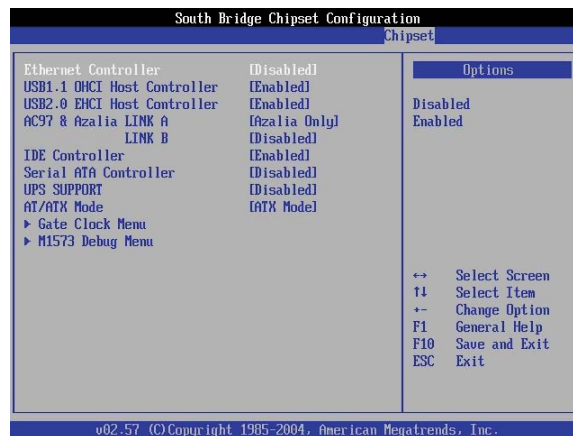 South Bridge Chipset Configuration
Chipset
Ethernet Controller [Disabled]
USB1.1 OHCI Host Controller [Enabled]
USB2.0 EHCI Host Controller [Enabled]
AC97 & Azalia LINK A [Azalia Only]
LINK B [Disabled]
IDE Controller [Enabled]
Serial ATA Controller [Disabled]
UPS SUPPORT [Disabled]
AT/ATX Mode [ATX Mode]
▶ Gate Clock Menu
▶ M1573 Debug Menu
Options
Disabled
Enabled
↔ Select Screen
↑↓ Select Item
+- Change Option
F1 General Help
F10 Save and Exit
ESC Exit
v02.57 (C)Copyright 1985-2004, American Megatrends, Inc.